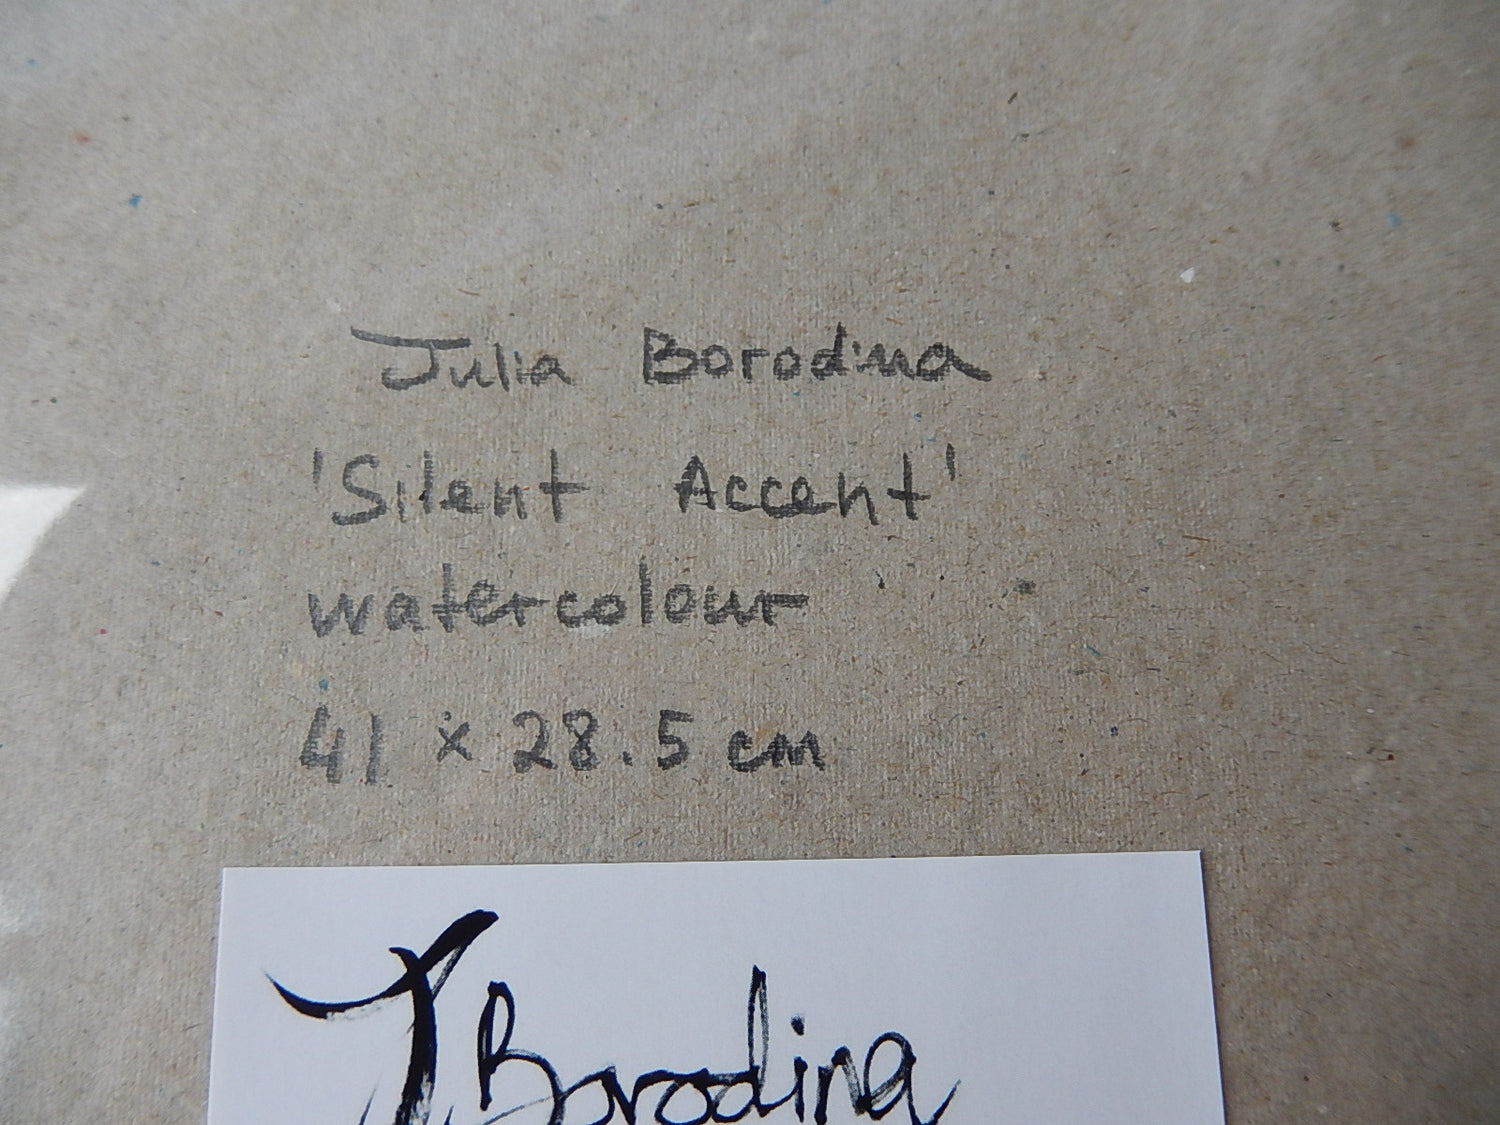 Julia Borodina
'Silent Accent'
watercolour
41 x 28.5 cm
J Borodina